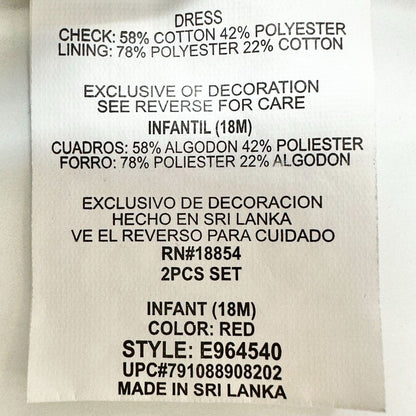 DRESS
CHECK: 58% COTTON 42% POLYESTER
LINING: 78% POLYESTER 22% COTTON
EXCLUSIVE OF DECORATION
SEE REVERSE FOR CARE
INFANTIL (18M)
CUADROS: 58% ALGODON 42% POLIESTER
FORRO: 78% POLIESTER 22% ALGODON
EXCLUSIVO DE DECORACION
HECHO EN SRI LANKA
VE EL REVERSO PARA CUIDADO
RN#18854
2PCS SET
INFANT (18M)
COLOR: RED
STYLE: E964540
UPC#791088908202
MADE IN SRI LANKA